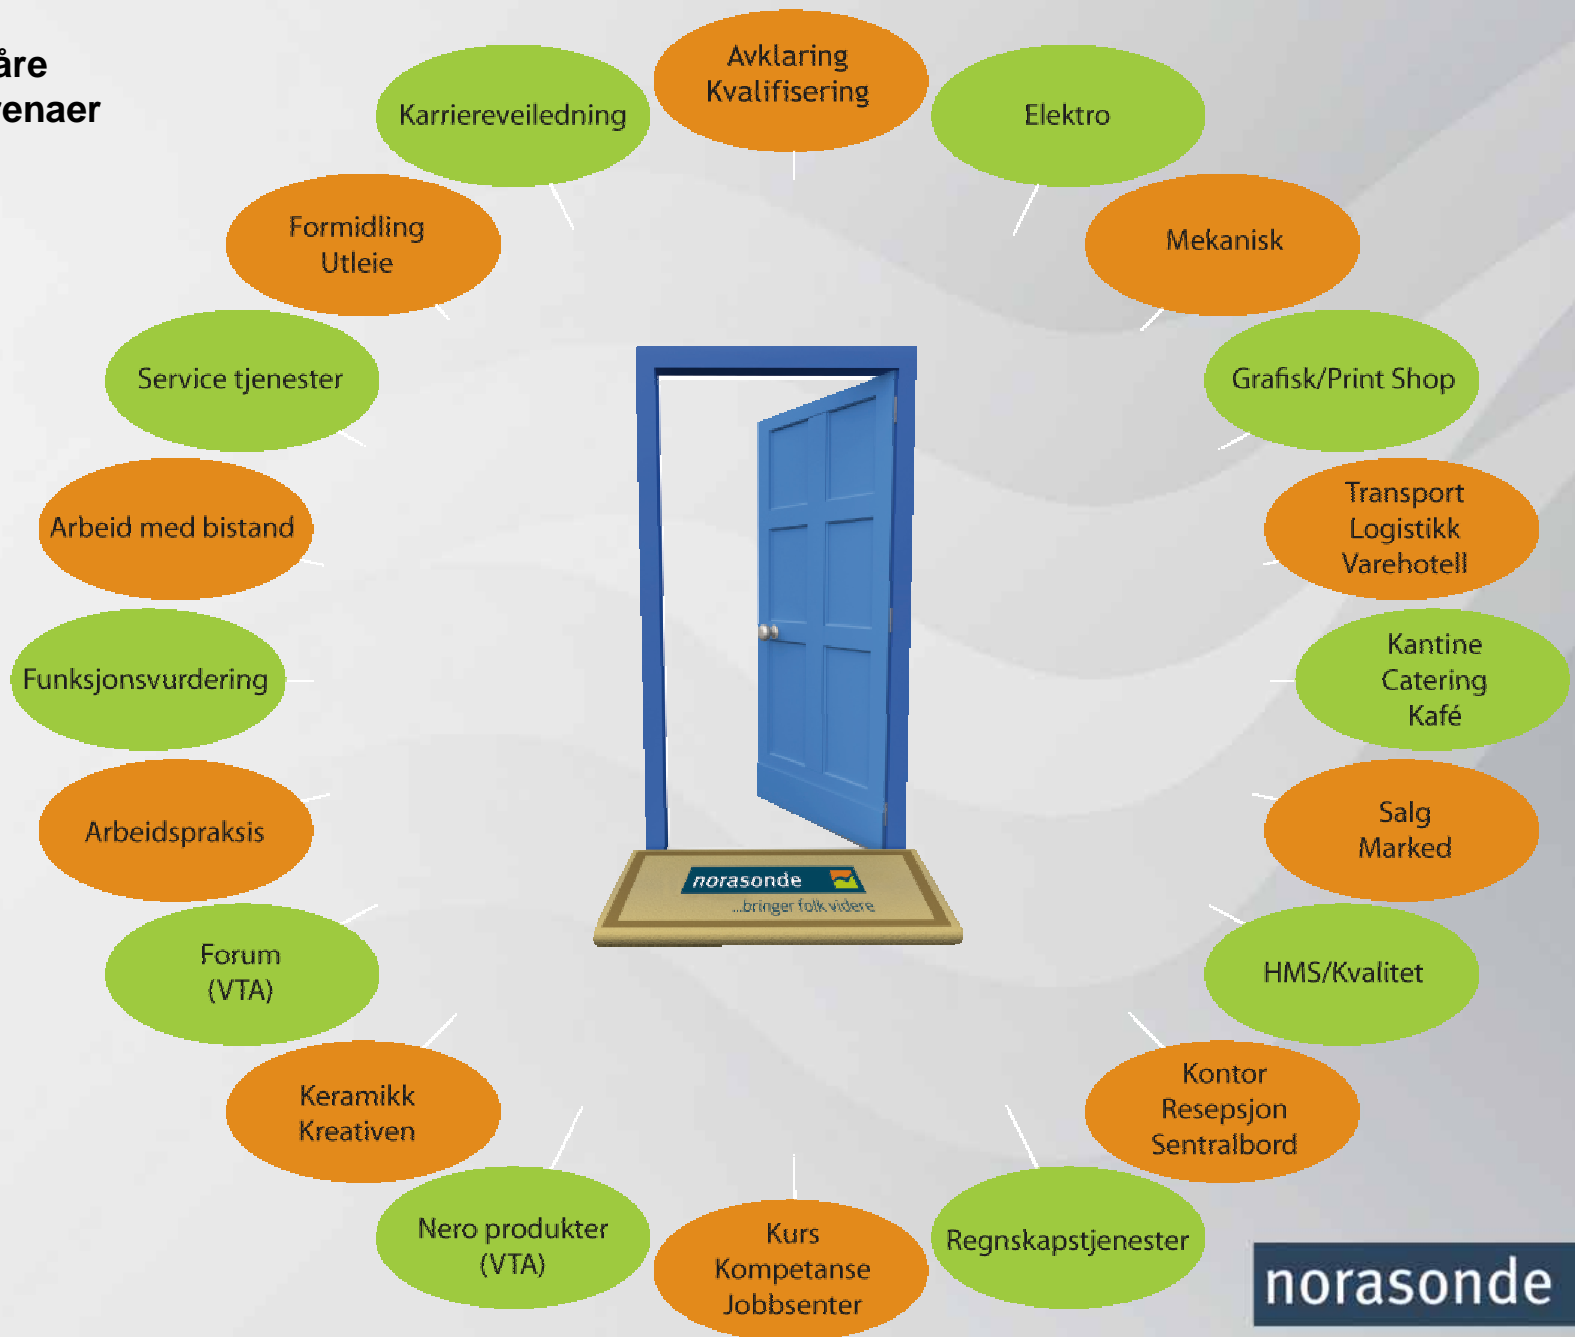 åre
enaer
Avklaring
Kvalifisering
Elektro
Mekanisk
Grafisk/Print Shop
Transport
Logistikk
Varehotell
Kantine
Catering
Kafé
Salg
Marked
HMS/Kvalitet
Kontor
Resepsjon
Sentralbord
Regnskapstjenester
Kurs
Kompetanse
Jobbsenter
Nero produkter
(VTA)
Keramikk
Kreativen
Forum
(VTA)
Arbeidspraksis
Funksjonsvurdering
Arbeid med bistand
Service tjenester
Formidling
Utleie
Karriereveiledning
norasonde
...bringer folk videre
norasonde